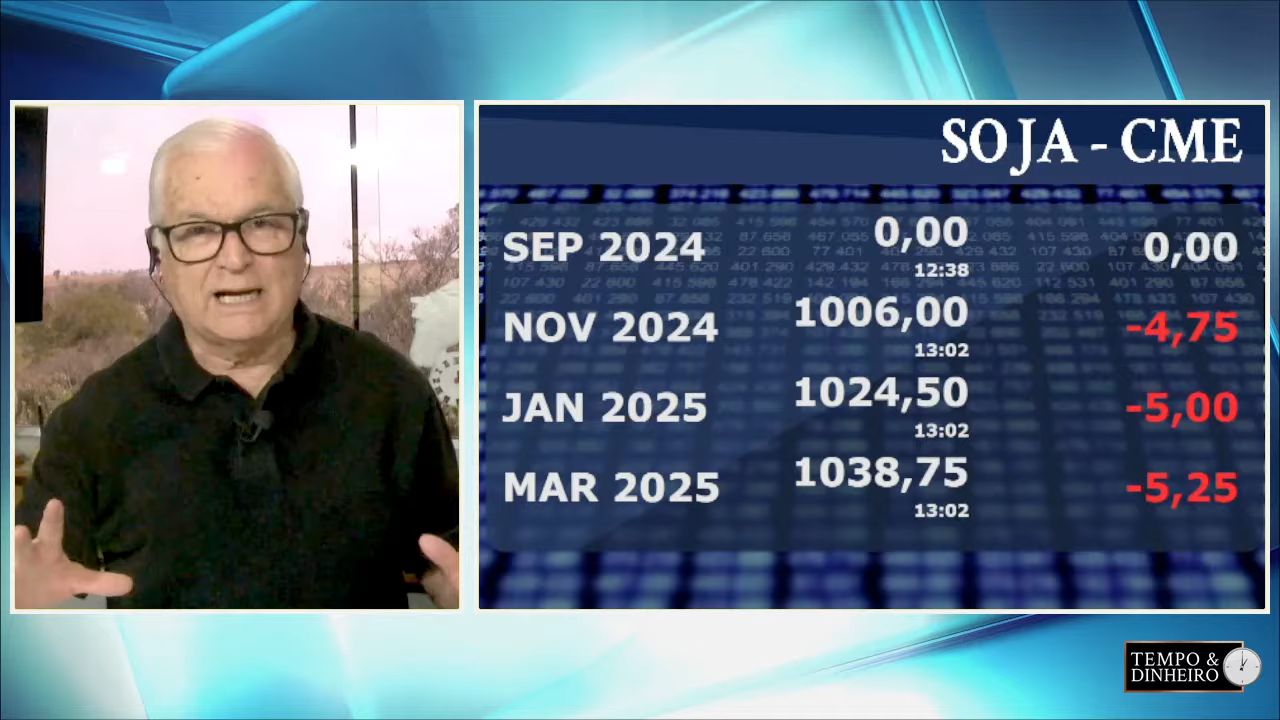 SOJA - CME
SEP 2024 0,00 0,00
12:38
NOV 2024 1006,00 -4,75
13:02
JAN 2025 1024,50 -5,00
13:02
MAR 2025 1038,75 -5,25
13:02
TEMPO &
DINHEIRO